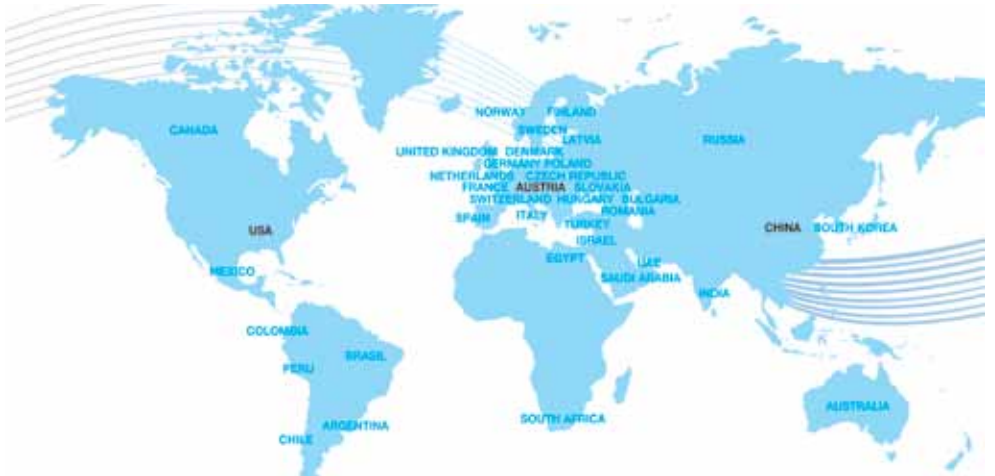 NORWAY FINLAND
SWEDEN
CANADA
LATVIA
RUSSIA
UNITED KINGDOM DENMARK
GERMANY POLAND
NETHERLANDS CZECH REPUBLIC
FRANCE AUSTRIA SLOVAKIA
SWITZERLAND HUNGARY BULGARIA
ROMANIA
SPAIN ITALY
TURKEY
USA
CHINA SOUTH KOREA
ISRAEL
EGYPT
UAE
MEXICO
SAUDI ARABIA
INDIA
COLOMBIA
BRASIL
PERU
AUSTRALIA
SOUTH AFRICA
ARGENTINA
CHILE